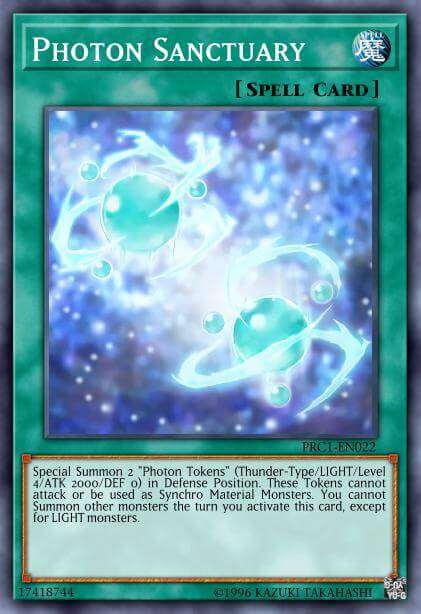 Photon Sanctuary
SPELL
魔
[Spell Card]
PRC1-EN022
Special Summon 2 "Photon Tokens" (Thunder-Type/LIGHT/Level
4/ATK 2000/DEF 0) in Defense Position. These Tokens cannot
attack or be used as Synchro Material Monsters. You cannot
Summon other monsters the turn you activate this card, except
for LIGHT monsters.
17418744
©1996 KAZUKI TAKAHASHI